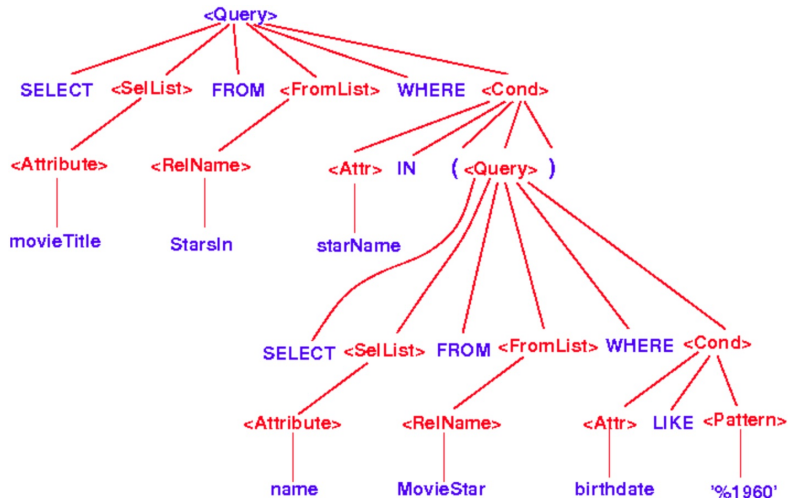 <Query>
SELECT <SelList> FROM <FromList> WHERE <Cond>
<Attribute> <RelName> <Attr> IN ( <Query> )
movieTitle StarsIn starName
SELECT <SelList> FROM <FromList> WHERE <Cond>
<Attribute> <RelName> <Attr> LIKE <Pattern>
name MovieStar birthdate '%1960'